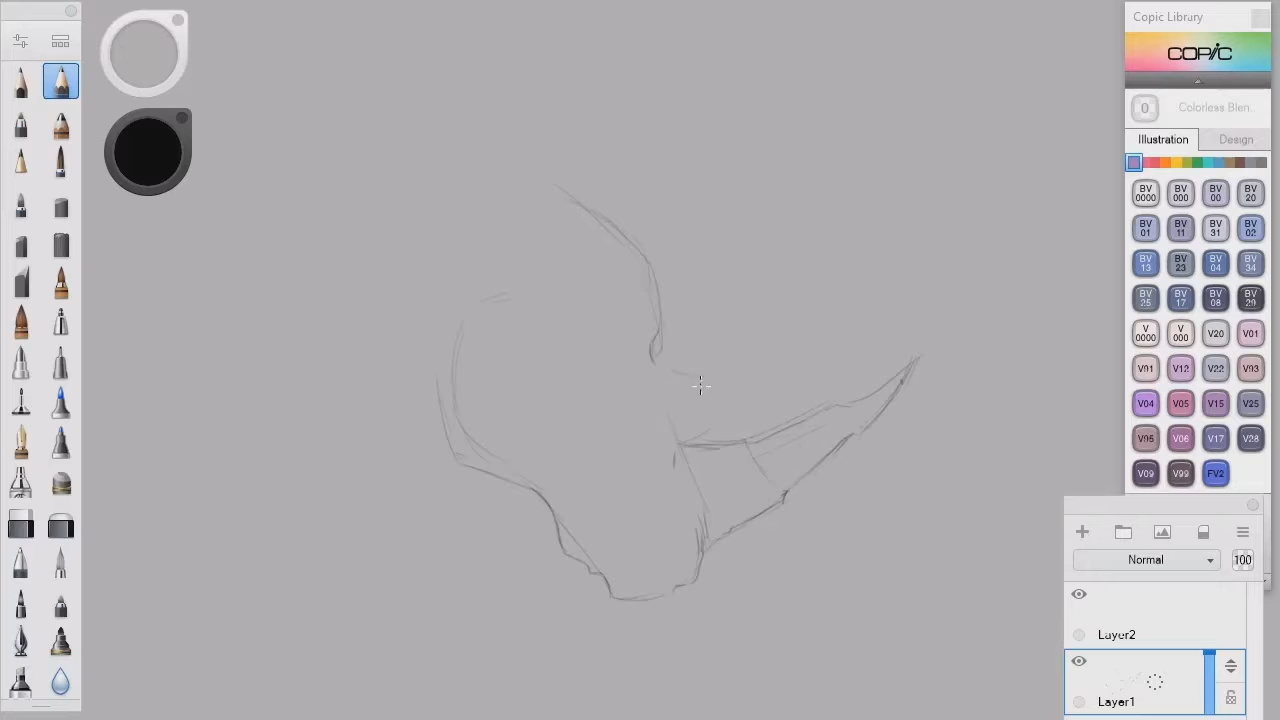 Copic Library
COPIC
0 Colorless Blen..
Illustration Design
BV 0000 BV 000 BV 00 BV 20
BV 01 BV 11 BV 31 BV 02
BV 13 BV 23 BV 04 BV 34
BV 25 BV 17 BV 08 BV 29
V 0000 V 000 V20 V01
V91 V12 V22 V93
V04 V05 V15 V25
V95 V06 V17 V28
V09 V99 FV2
Normal 100
Layer2
Layer1